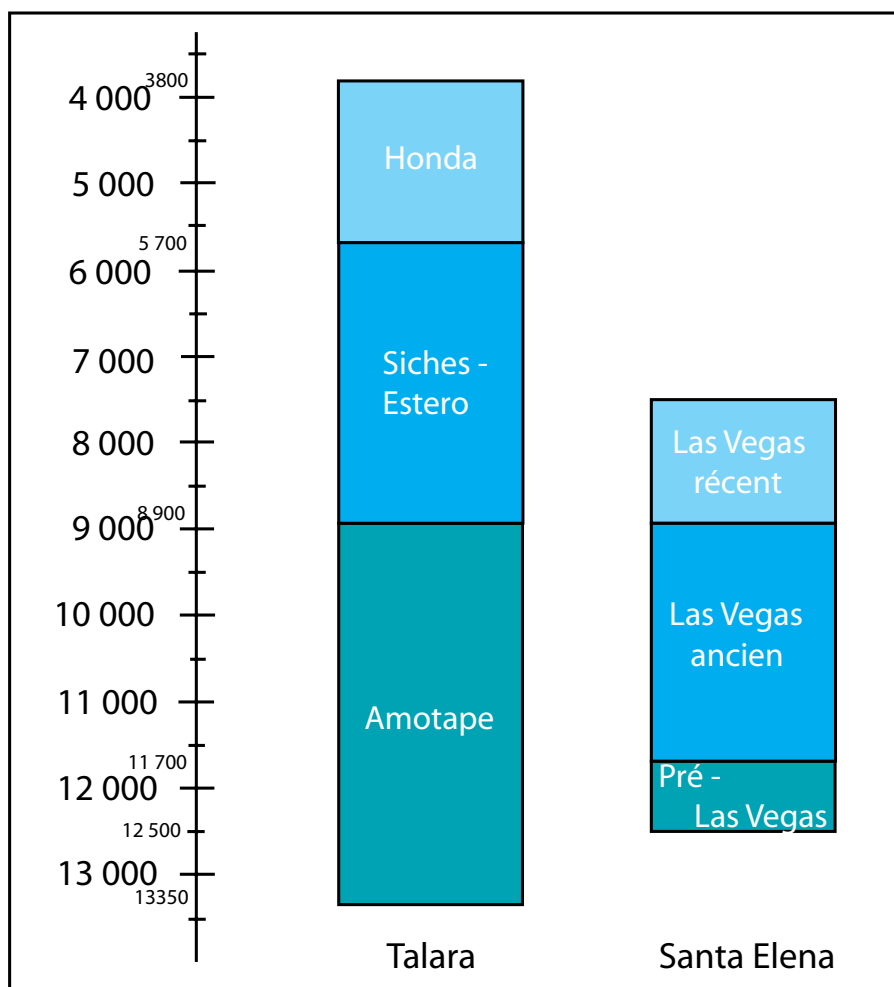 3800
4 000
5 000
5 700
6 000
7 000
8 000
8 900
9 000
10 000
11 000
11 700
12 000
12 500
13 000
13350
Honda
Siches -
Estero
Amotape
Talara
Las Vegas
récent
Las Vegas
ancien
Pré -
Las Vegas
Santa Elena